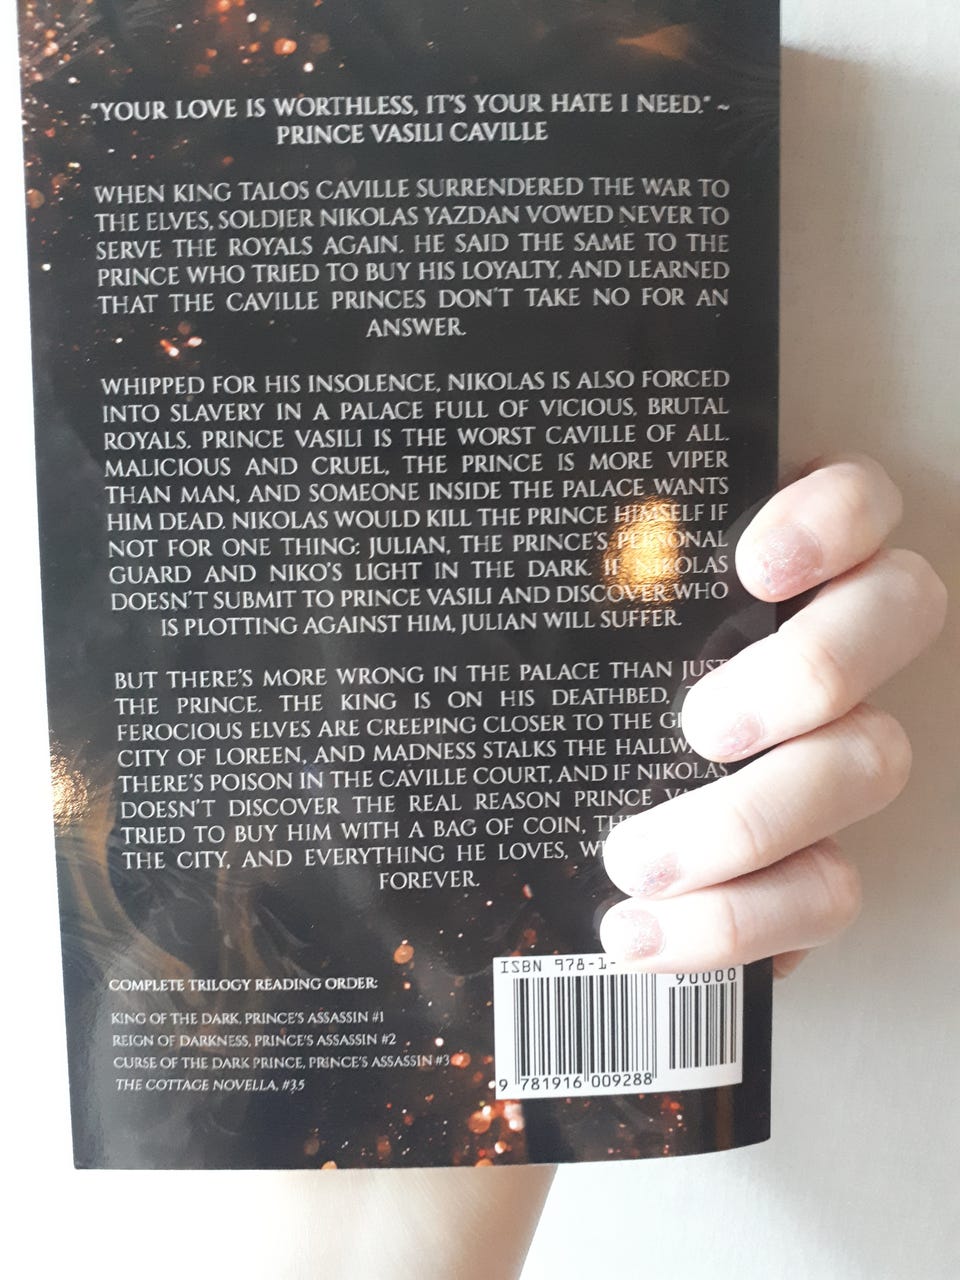 "YOUR LOVE IS WORTHLESS, IT'S YOUR HATE I NEED." ~
PRINCE VASILI CAVILLE
WHEN KING TALOS CAVILLE SURRENDERED THE WAR TO
THE ELVES, SOLDIER NIKOLAS YAZDAN VOWED NEVER TO
SERVE THE ROYALS AGAIN. HE SAID THE SAME TO THE
PRINCE WHO TRIED TO BUY HIS LOYALTY, AND LEARNED
THAT THE CAVILLE PRINCES DON'T TAKE NO FOR AN
ANSWER.
WHIPPED FOR HIS INSOLENCE, NIKOLAS IS ALSO FORCED
INTO SLAVERY IN A PALACE FULL OF VICIOUS, BRUTAL
ROYALS. PRINCE VASILI IS THE WORST CAVILLE OF ALL.
MALICIOUS AND CRUEL, THE PRINCE IS MORE VIPER
THAN MAN, AND SOMEONE INSIDE THE PALACE WANTS
HIM DEAD. NIKOLAS WOULD KILL THE PRINCE HIMSELF IF
NOT FOR ONE THING: JULIAN, THE PRINCE'S PERSONAL
GUARD AND NIKO'S LIGHT IN THE DARK. IF NIKOLAS
DOESN'T SUBMIT TO PRINCE VASILI AND DISCOVER WHO
IS PLOTTING AGAINST HIM, JULIAN WILL SUFFER.
BUT THERE'S MORE WRONG IN THE PALACE THAN JUST
THE PRINCE. THE KING IS ON HIS DEATHBED,
FEROCIOUS ELVES ARE CREEPING CLOSER TO THE
CITY OF LOREEN, AND MADNESS STALKS THE
THERE'S POISON IN THE CAVILLE COURT, AND IF NIKOLAS
DOESN'T DISCOVER THE REAL REASON PRINCE
TRIED TO BUY HIM WITH A BAG OF COIN,
THE CITY, AND EVERYTHING HE LOVES,
FOREVER.
COMPLETE TRILOGY READING ORDER:
KING OF THE DARK, PRINCE'S ASSASSIN #1
REIGN OF DARKNESS, PRINCE'S ASSASSIN #2
CURSE OF THE DARK PRINCE, PRINCE'S ASSASSIN #3
THE COTTAGE NOVELLA, #3.5
ISBN 978-1-
90000
9 781916 009288